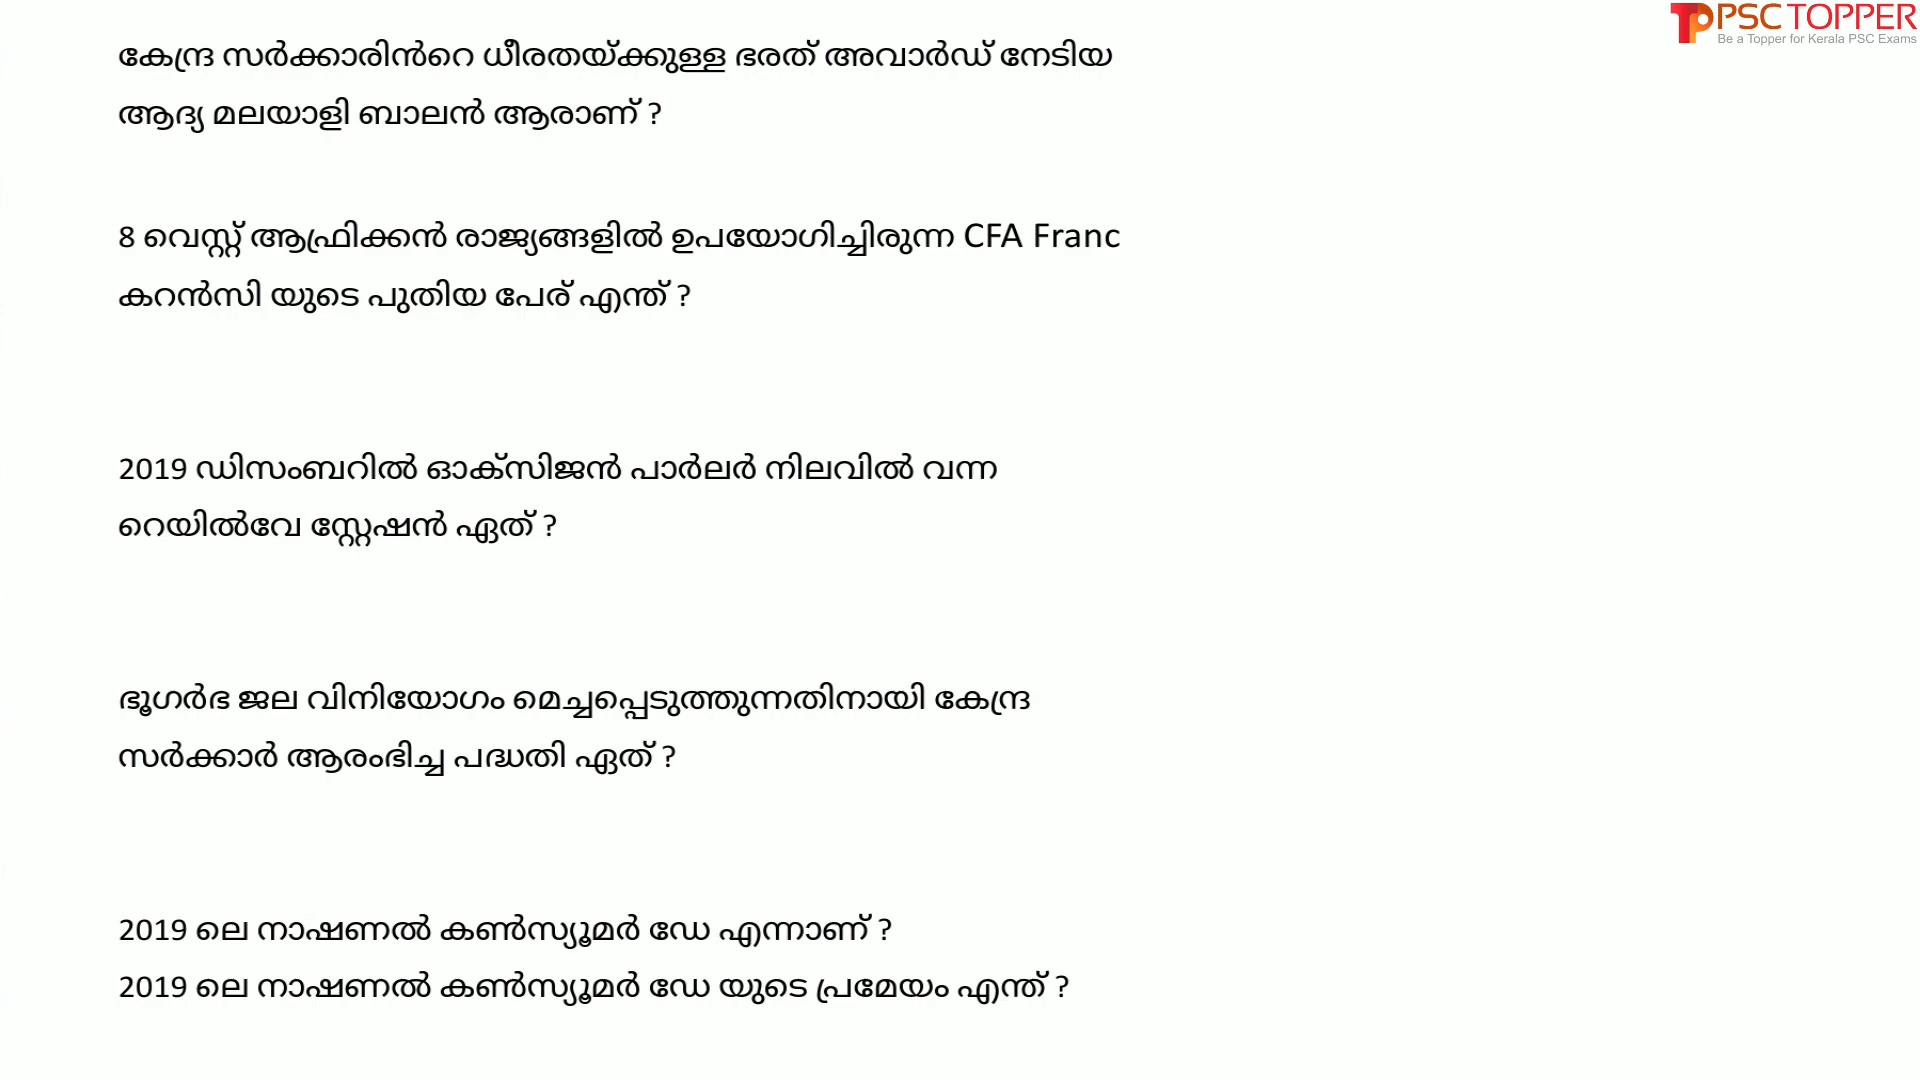 PSC TOPPER
Be a Topper for Kerala PSC Exams
കേന്ദ്ര സർക്കാരിൻറെ ധീരതയ്ക്കുള്ള ഭരത് അവാർഡ് നേടിയ
ആദ്യ മലയാളി ബാലൻ ആരാണ് ?
8 വെസ്റ്റ് ആഫ്രിക്കൻ രാജ്യങ്ങളിൽ ഉപയോഗിച്ചിരുന്ന CFA Franc
കറൻസി യുടെ പുതിയ പേര് എന്ത് ?
2019 ഡിസംബറിൽ ഓക്സിജൻ പാർലർ നിലവിൽ വന്ന
റെയിൽവേ സ്റ്റേഷൻ ഏത് ?
ഭൂഗർഭ ജല വിനിയോഗം മെച്ചപ്പെടുത്തുന്നതിനായി കേന്ദ്ര
സർക്കാർ ആരംഭിച്ച പദ്ധതി ഏത് ?
2019 ലെ നാഷണൽ കൺസ്യൂമർ ഡേ എന്നാണ് ?
2019 ലെ നാഷണൽ കൺസ്യൂമർ ഡേ യുടെ പ്രമേയം എന്ത് ?